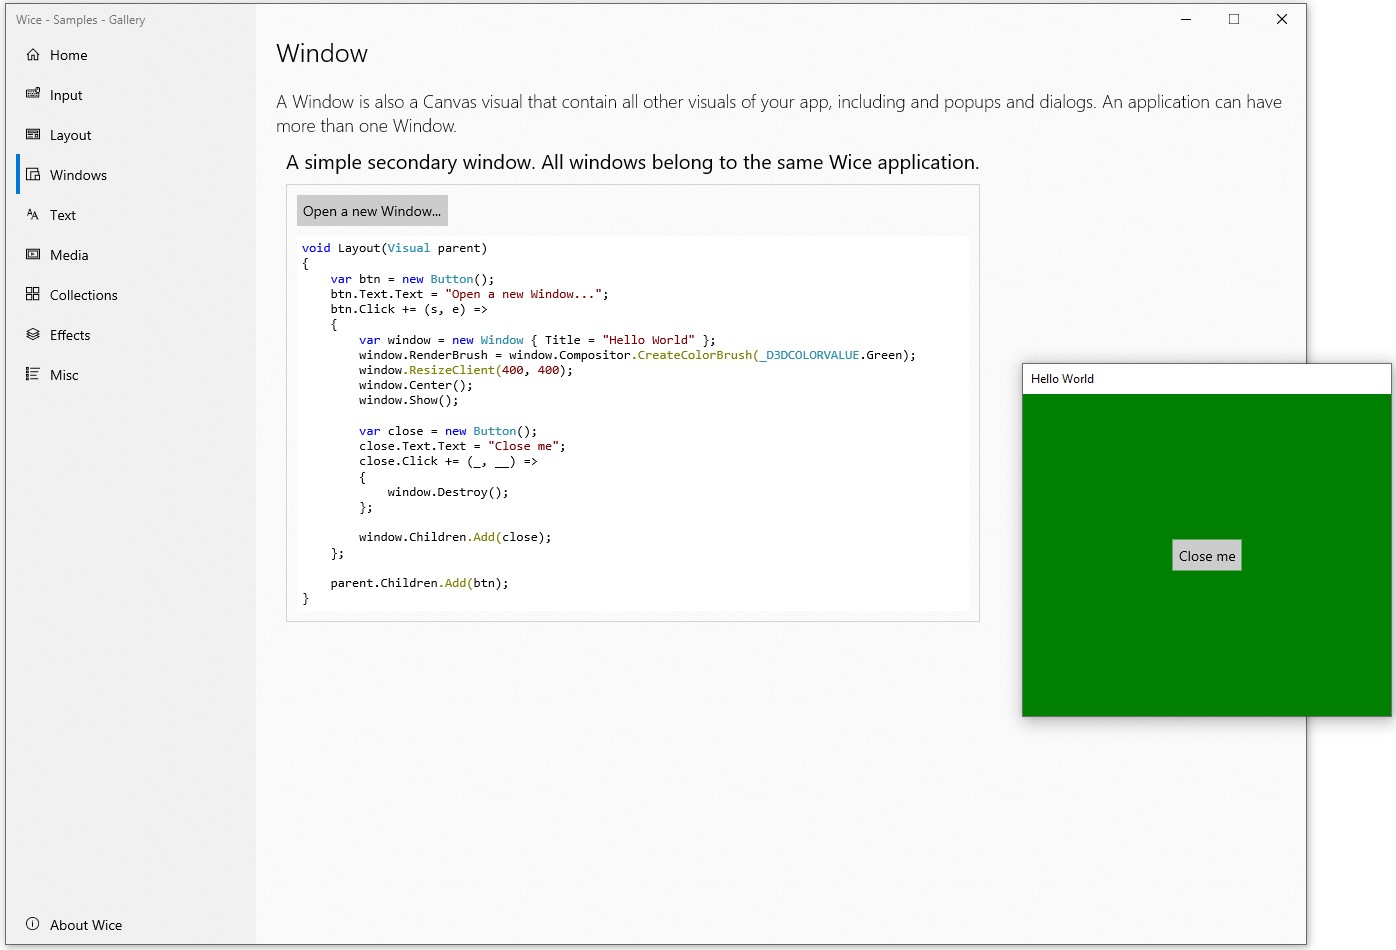 Wice - Samples - Gallery
Home
Input
Layout
Windows
Text
Media
Collections
Effects
Misc
About Wice
Window
A Window is also a Canvas visual that contain all other visuals of your app, including and popups and dialogs. An application can have
more than one Window.
A simple secondary window. All windows belong to the same Wice application.
Open a new Window...
void Layout(Visual parent)
{
    var btn = new Button();
    btn.Text.Text = "Open a new Window...";
    btn.Click += (s, e) =>
    {
        var window = new Window { Title = "Hello World" };
        window.RenderBrush = window.Compositor.CreateColorBrush(_D3DCOLORVALUE.Green);
        window.ResizeClient(400, 400);
        window.Center();
        window.Show();
        var close = new Button();
        close.Text.Text = "Close me";
        close.Click += (_, __) =>
        {
            window.Destroy();
        };
        window.Children.Add(close);
    };
    parent.Children.Add(btn);
}
Hello World
Close me